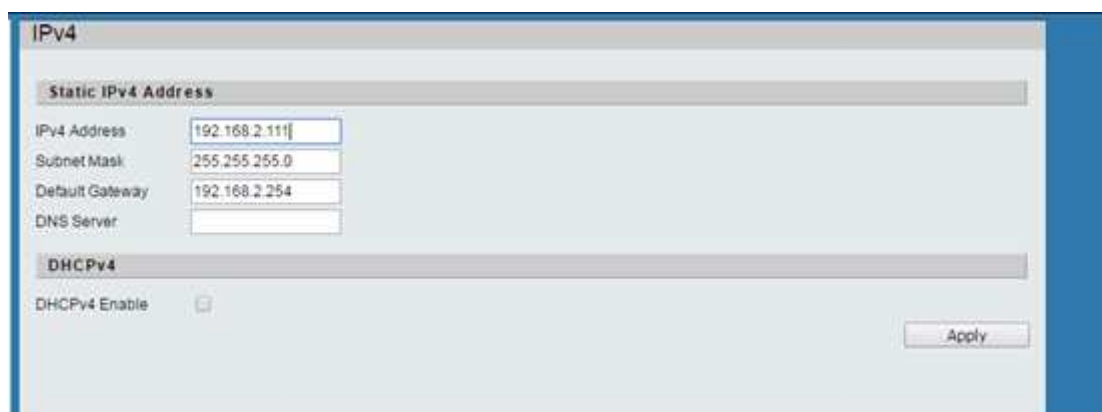 IPv4
Static IPv4 Address
IPv4 Address 192.168.2.111
Subnet Mask 255.255.255.0
Default Gateway 192.168.2.254
DNS Server
DHCPv4
DHCPv4 Enable
Apply